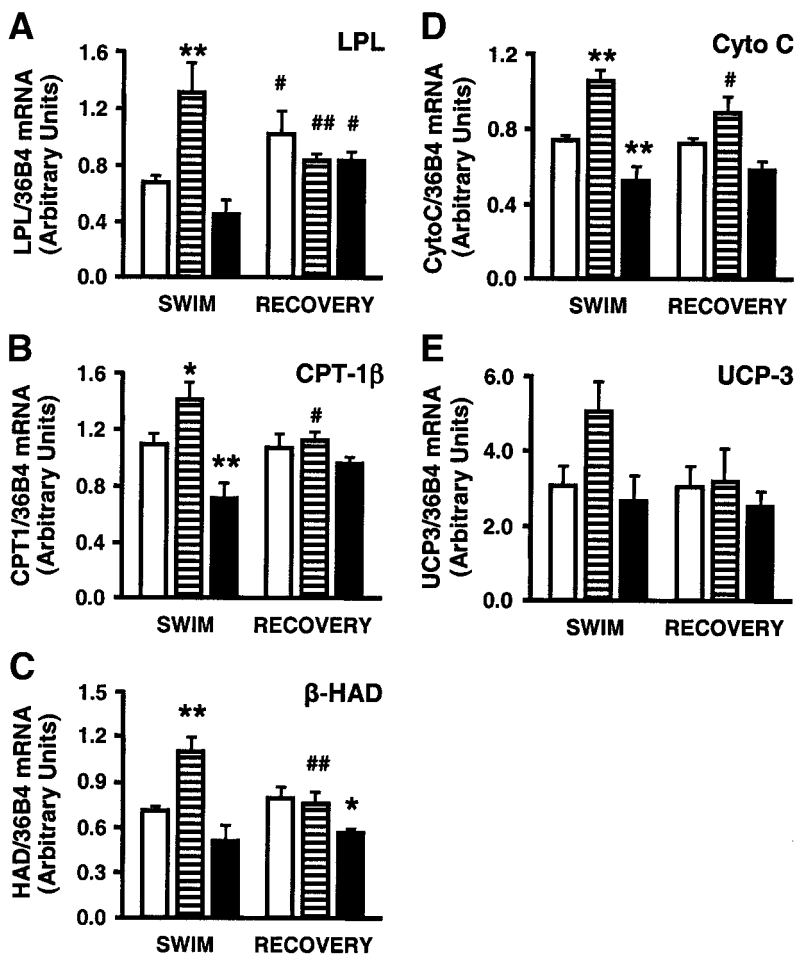 A
LPL
LPL/36B4 mRNA
(Arbitrary Units)
1.6
1.2
0.8
0.4
0.0
**
#
##
#
SWIM
RECOVERY
B
CPT-1β
CPT1/36B4 mRNA
(Arbitrary Units)
1.6
1.2
0.8
0.4
0.0
*
**
#
SWIM
RECOVERY
C
β-HAD
HAD/36B4 mRNA
(Arbitrary Units)
1.5
1.2
0.9
0.6
0.3
0.0
**
##
*
SWIM
RECOVERY
D
Cyto C
CytoC/36B4 mRNA
(Arbitrary Units)
1.2
0.8
0.4
0.0
**
**
#
SWIM
RECOVERY
E
UCP-3
UCP3/36B4 mRNA
(Arbitrary Units)
6.0
4.0
2.0
0.0
SWIM
RECOVERY